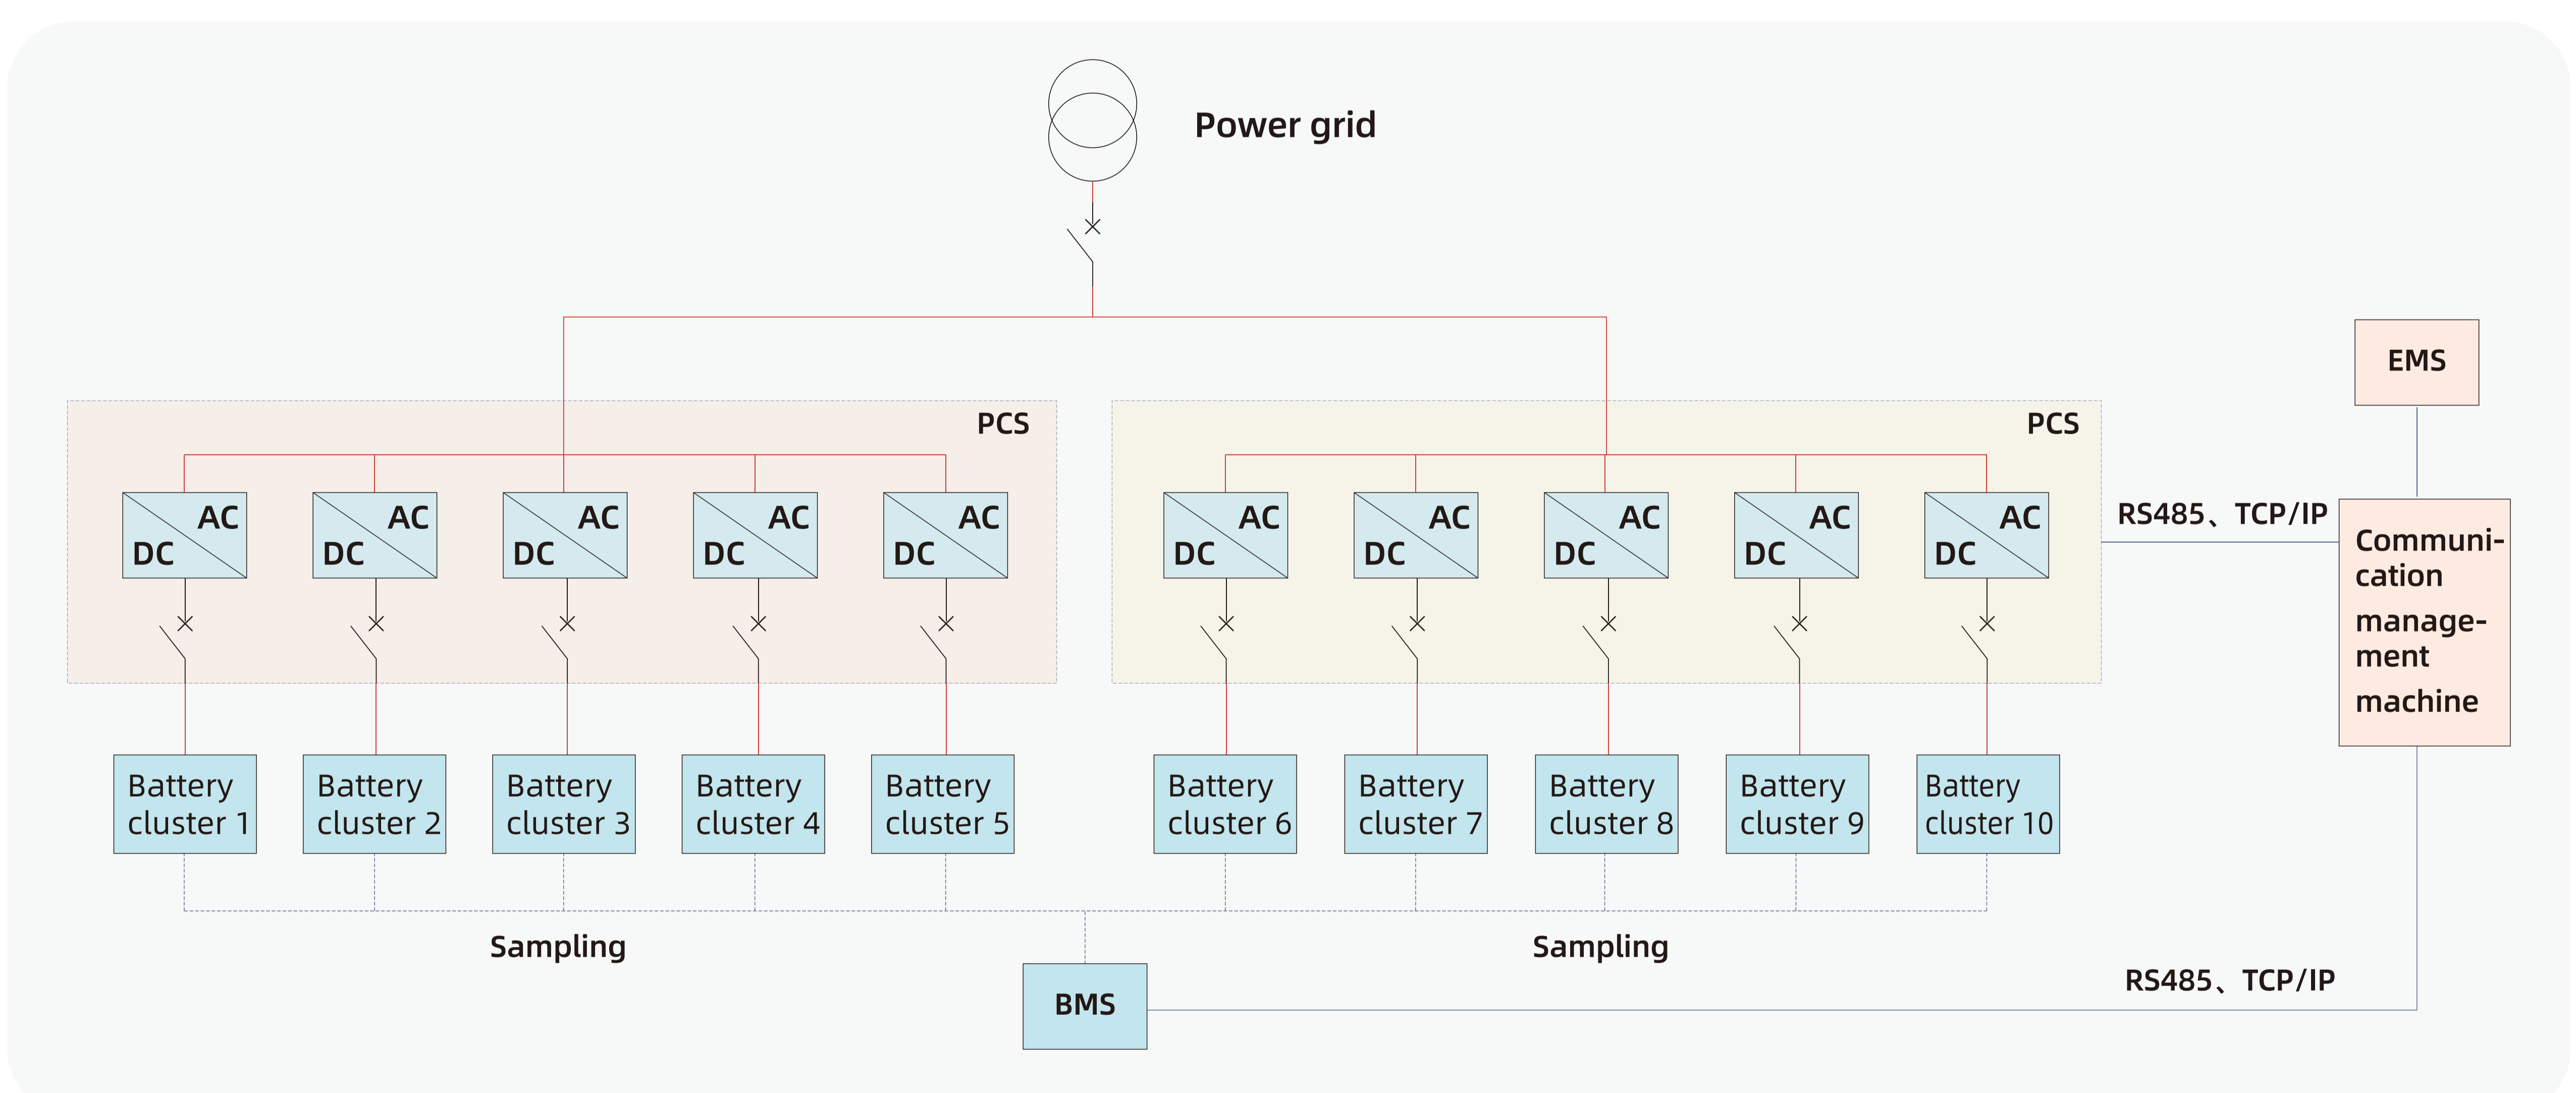 Power grid
EMS
PCS
PCS
AC
DC
AC
DC
AC
DC
AC
DC
AC
DC
AC
DC
AC
DC
AC
DC
AC
DC
AC
DC
RS485、TCP/IP
Communi-
cation
manage-
ment
machine
Battery
cluster 1
Battery
cluster 2
Battery
cluster 3
Battery
cluster 4
Battery
cluster 5
Battery
cluster 6
Battery
cluster 7
Battery
cluster 8
Battery
cluster 9
Battery
cluster 10
Sampling
Sampling
RS485、TCP/IP
BMS